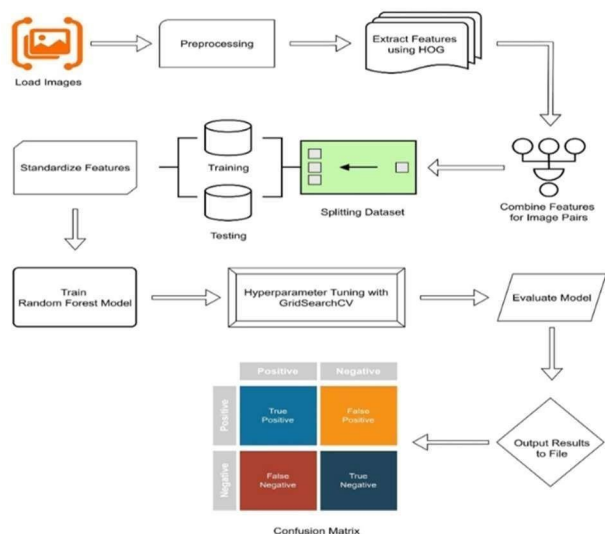 Load Images
Preprocessing
Extract Features
using HOG
Combine Features
for Image Pairs
Splitting Dataset
Training
Testing
Standardize Features
Train
Random Forest Model
Hyperparameter Tuning with
GridSearchCV
Evaluate Model
Output Results
to File
Positive
Negative
Positive
True
Positive
False
Positive
Negative
False
Negative
True
Negative
Confusion Matrix